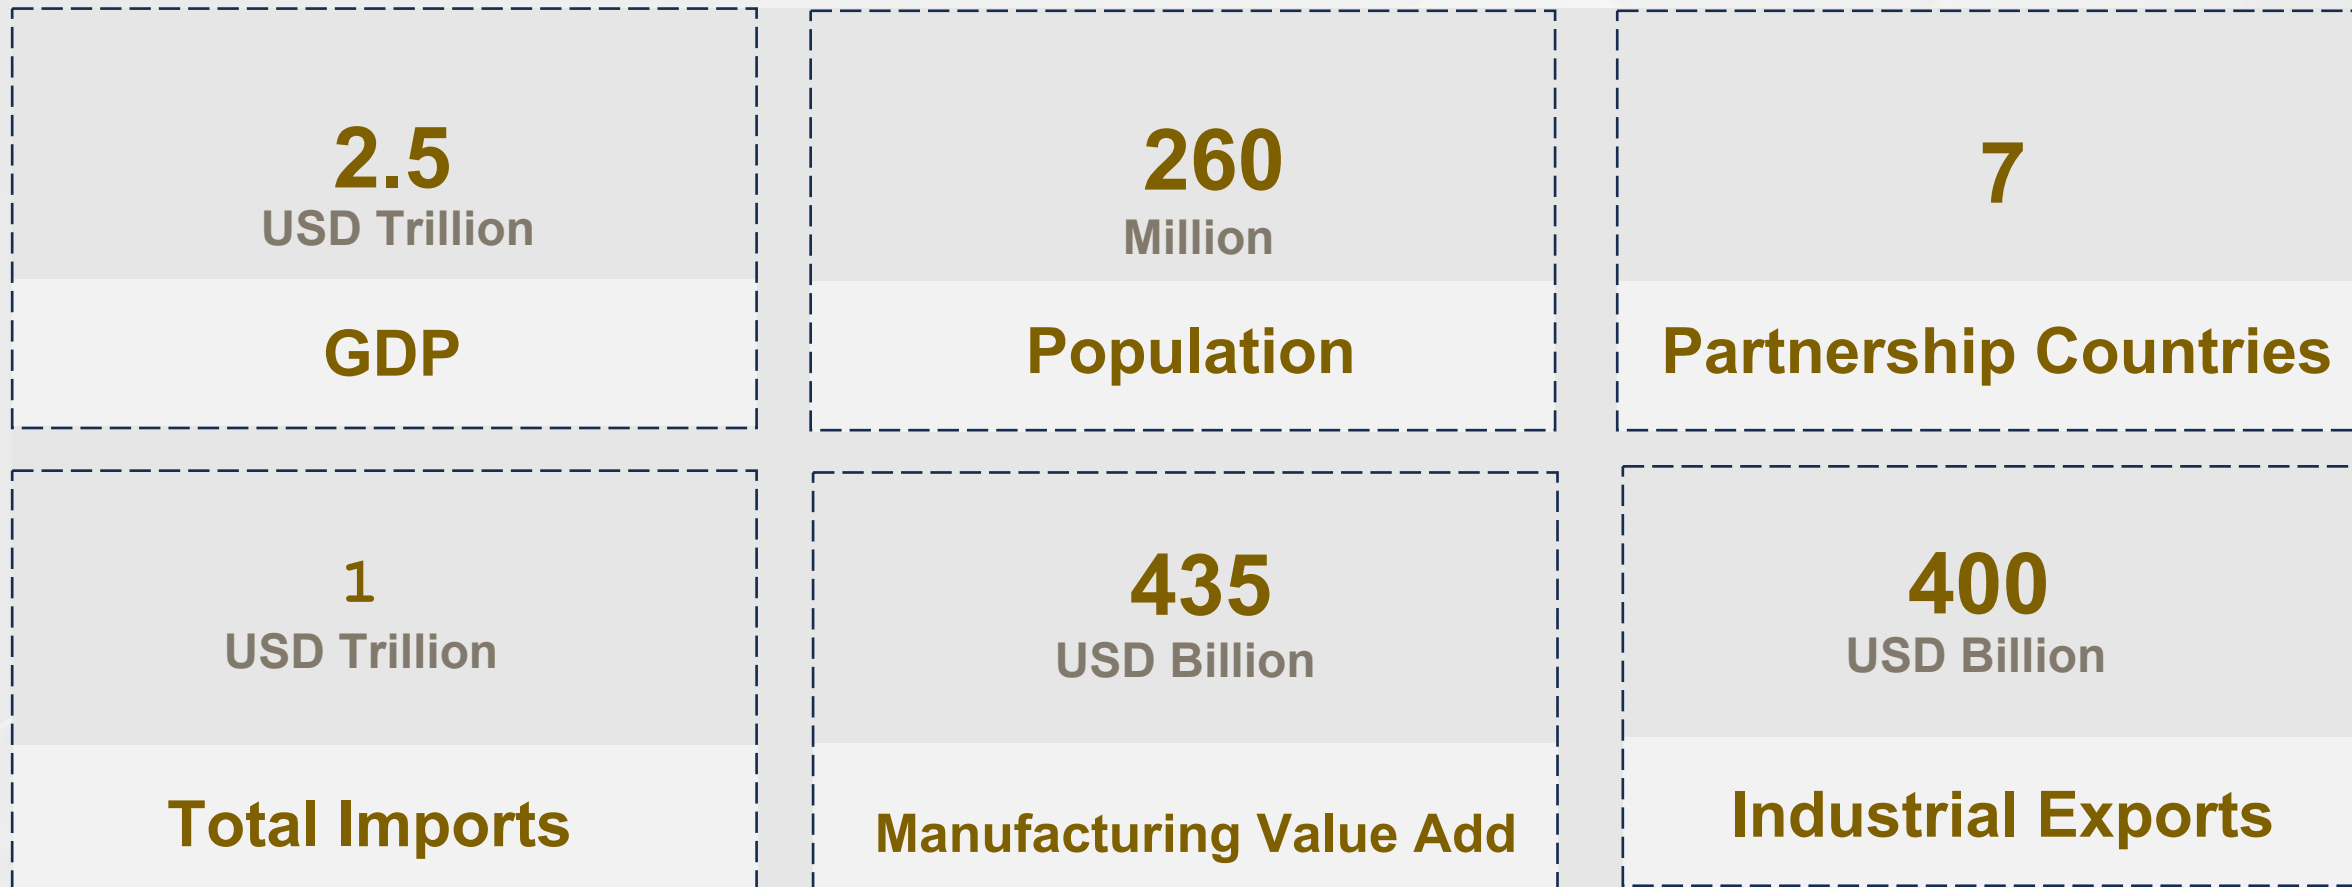 2.5
USD Trillion
GDP
260
Million
Population
7
Partnership Countries
1
USD Trillion
Total Imports
435
USD Billion
Manufacturing Value Add
400
USD Billion
Industrial Exports